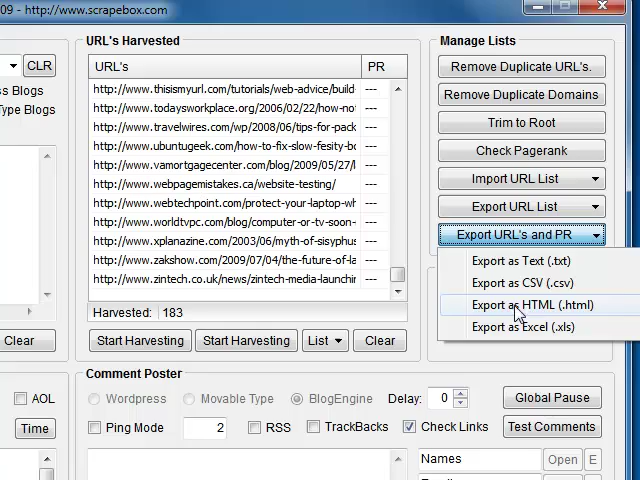 09 - http://www.scrapebox.com
CLR
ss Blogs
Type Blogs
Clear
AOL
Time
URL's Harvested
URL's PR
http://www.thisismyurl.com/tutorials/web-advice/build- ---
http://www.todaysworkplace.org/2006/02/22/how-no ---
http://www.travelwires.com/wp/2008/06/tips-for-pack ---
http://www.ubuntugeek.com/how-to-fix-slow-fesity-bo ---
http://www.vamortgagecenter.com/blog/2009/05/27/l ---
http://www.webpagemistakes.ca/website-testing/ ---
http://www.webtechpoint.com/protect-your-laptop-wh ---
http://www.worldtvpc.com/blog/computer-or-tv-soon- ---
http://www.xplanazine.com/2003/06/myth-of-sisyphus ---
http://www.zakshow.com/2009/07/04/the-future-of-la ---
http://www.zintech.co.uk/news/zintech-media-launchin ---
Harvested: 183
Start Harvesting Start Harvesting List Clear
Manage Lists
Remove Duplicate URL's.
Remove Duplicate Domains
Trim to Root
Check Pagerank
Import URL List
Export URL List
Export URL's and PR
Export as Text (.txt)
Export as CSV (.csv)
Export as HTML (.html)
Export as Excel (.xls)
Comment Poster
Wordpress Movable Type BlogEngine Delay: 0 Global Pause
Ping Mode 2 RSS TrackBacks Check Links Test Comments
Names Open E